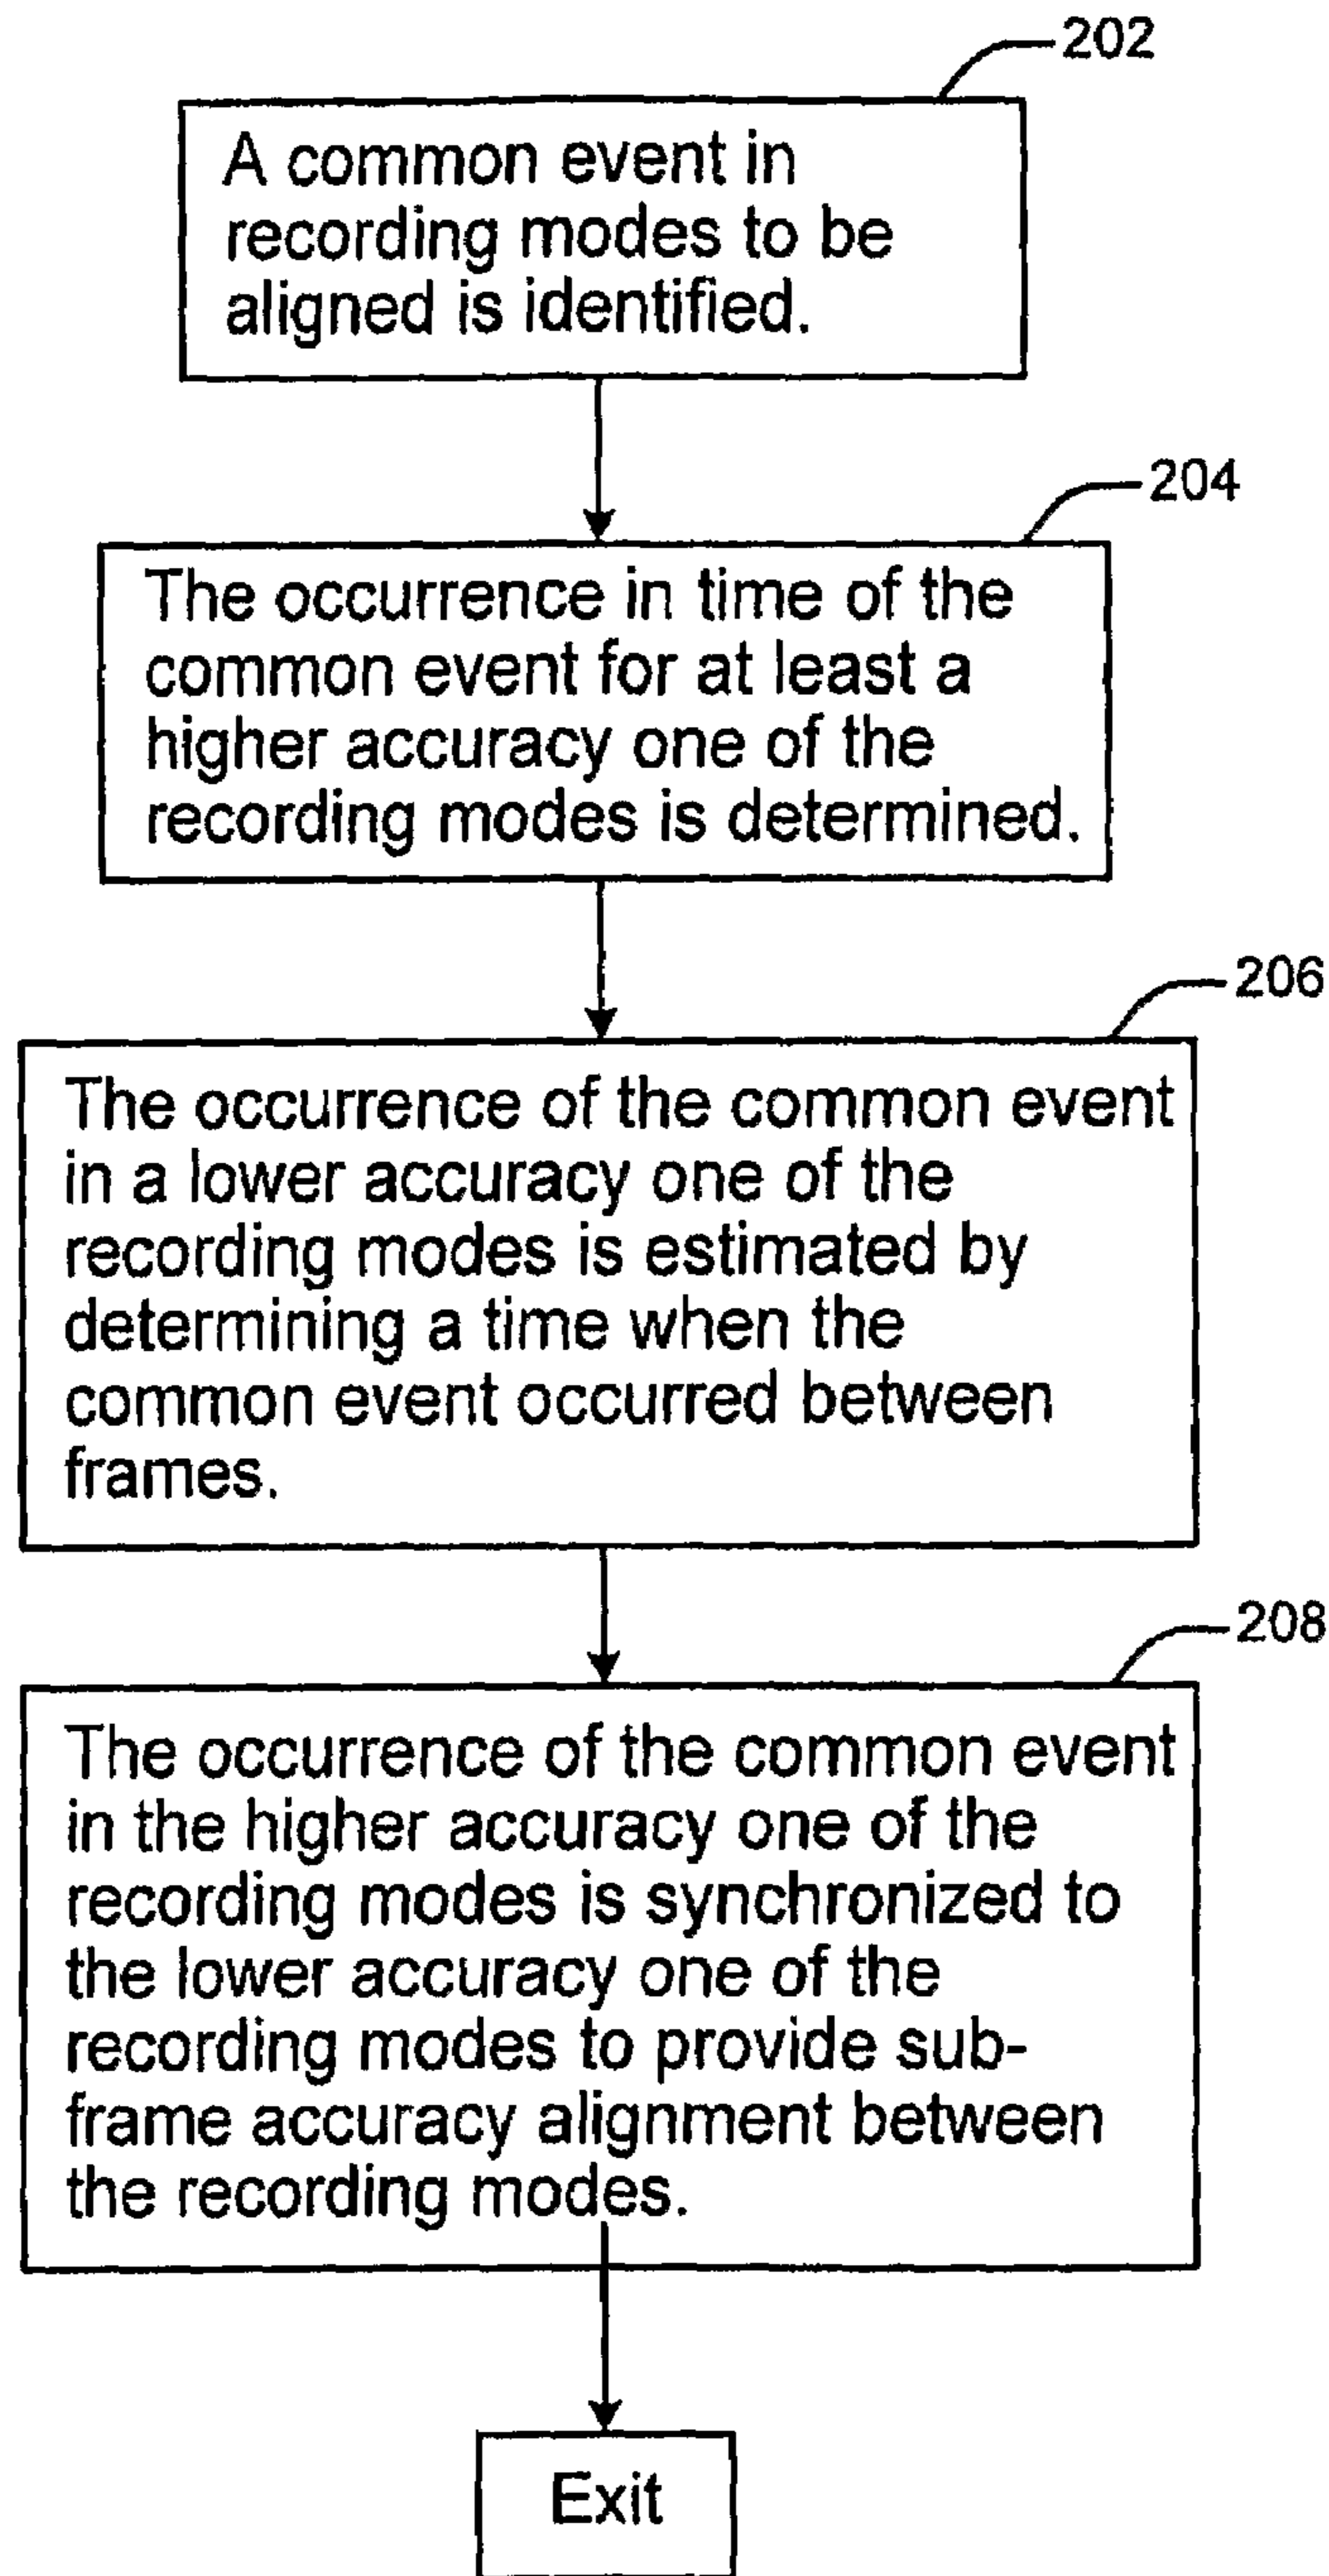 202
A common event in
recording modes to be
aligned is identified.
204
The occurrence in time of the
common event for at least a
higher accuracy one of the
recording modes is determined.
206
The occurrence of the common event
in a lower accuracy one of the
recording modes is estimated by
determining a time when the
common event occurred between
frames.
208
The occurrence of the common event
in the higher accuracy one of the
recording modes is synchronized to
the lower accuracy one of the
recording modes to provide sub-
frame accuracy alignment between
the recording modes.
Exit